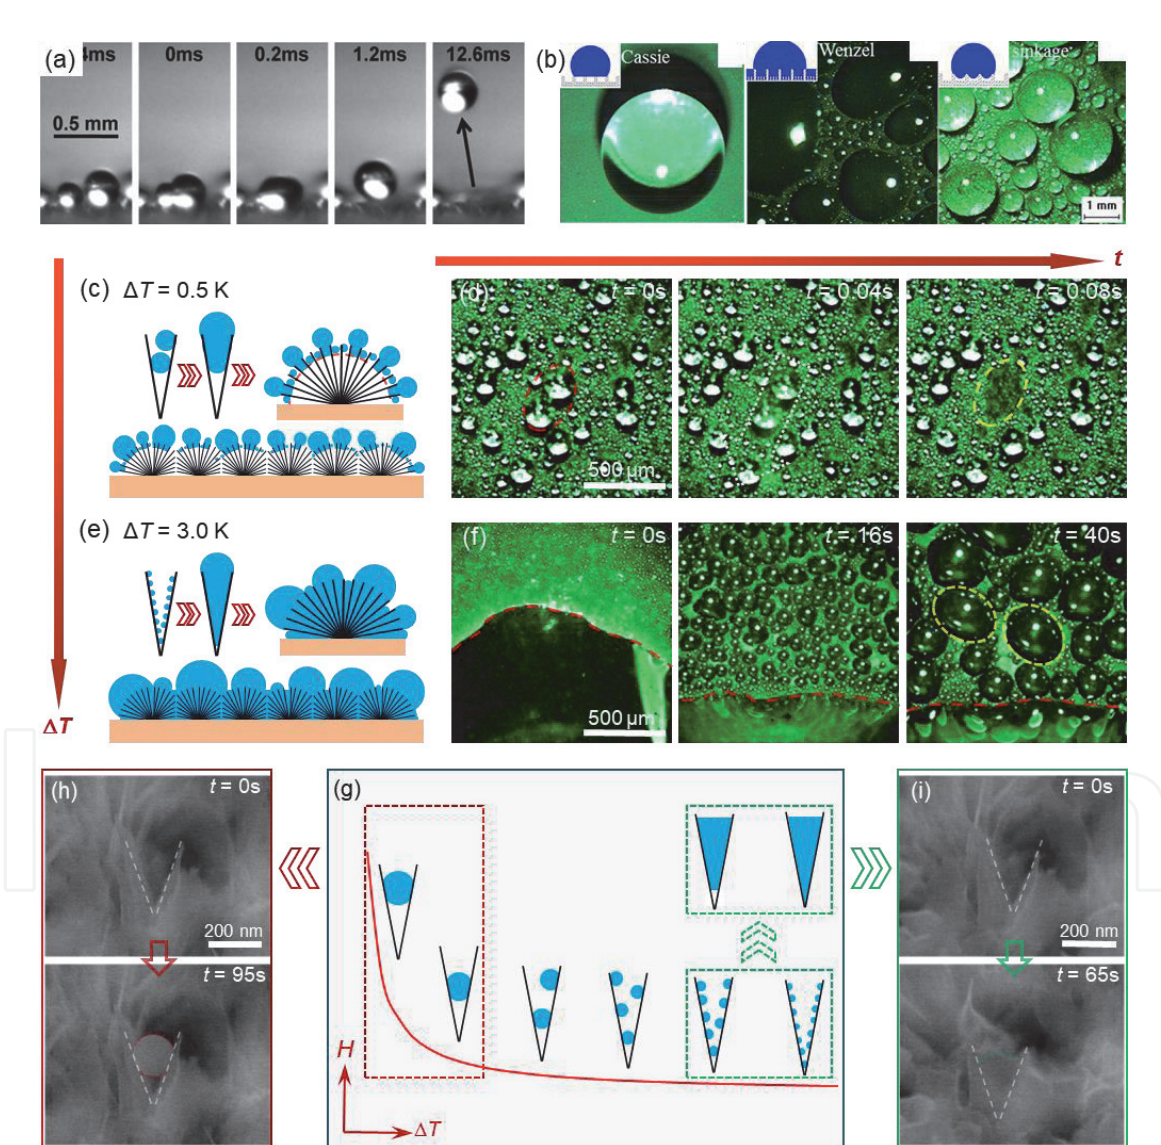 (a) 4ms 0ms 0.2ms 1.2ms 12.6ms
0.5 mm
(b) Cassie Wenzel sinkage
1 mm
t
(c) ΔT = 0.5 K
(d) t = 0s t = 0.04s t = 0.08s
500 μm
(e) ΔT = 3.0 K
(f) t = 0s t = 16s t = 40s
500 μm
ΔT
(h) t = 0s
200 nm
t = 95s
(g)
H
ΔT
(i) t = 0s
200 nm
t = 65s